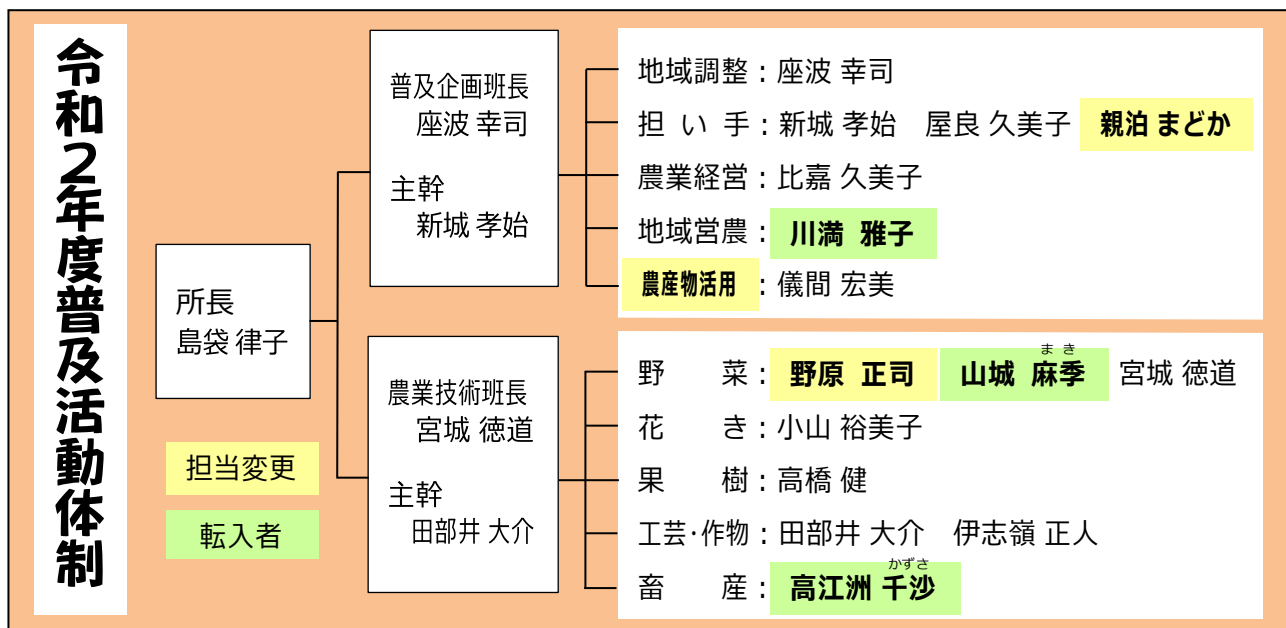 令和2年度普及活動体制
所長
島袋 律子
担当変更
転入者
普及企画班長
座波 幸司
主幹
新城 孝始
地域調整：座波 幸司
担い手：新城 孝始　屋良 久美子　親泊 まどか
農業経営：比嘉 久美子
地域営農：川満 雅子
農産物活用：儀間 宏美
農業技術班長
宮城 徳道
主幹
田部井 大介
まき
野菜：野原 正司　山城 麻季　宮城 徳道
花き：小山 裕美子
果樹：高橋 健
工芸・作物：田部井 大介　伊志嶺 正人
かずさ
畜産：高江洲 千沙